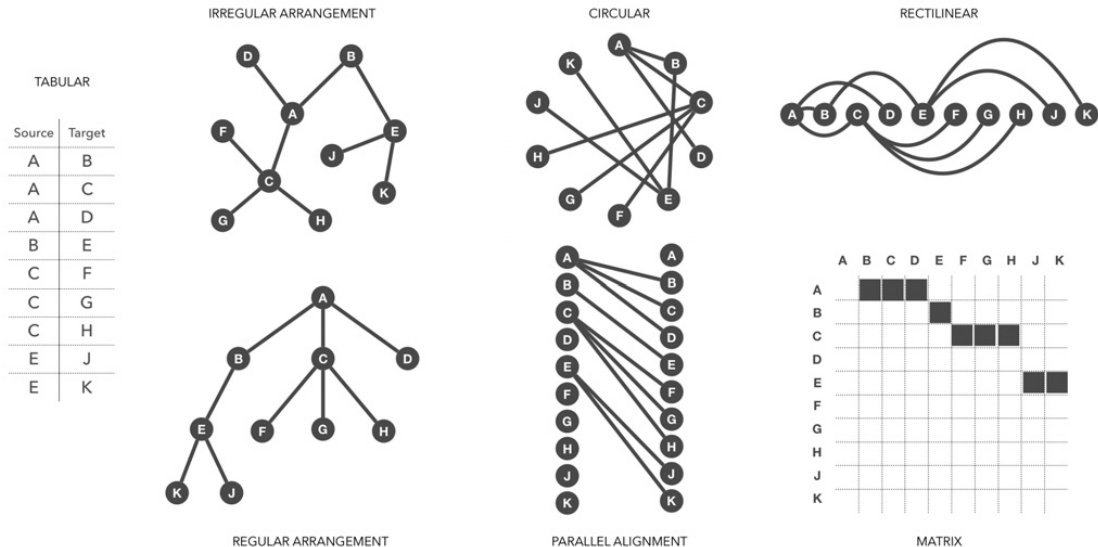 IRREGULAR ARRANGEMENT
CIRCULAR
RECTILINEAR
TABULAR
Source Target
A B
A C
A D
B E
C F
C G
C H
E J
E K
D B
A
F E
J
C K
G H
A
K B
J C
H D
G E
F
A B C D E F G H J K
A
B C D
E F G H
K J
A A
B B
C C
D D
E E
F F
G G
H H
J J
K K
A B C D E F G H J K
A
B
C
D
E
F
G
H
J
K
REGULAR ARRANGEMENT
PARALLEL ALIGNMENT
MATRIX